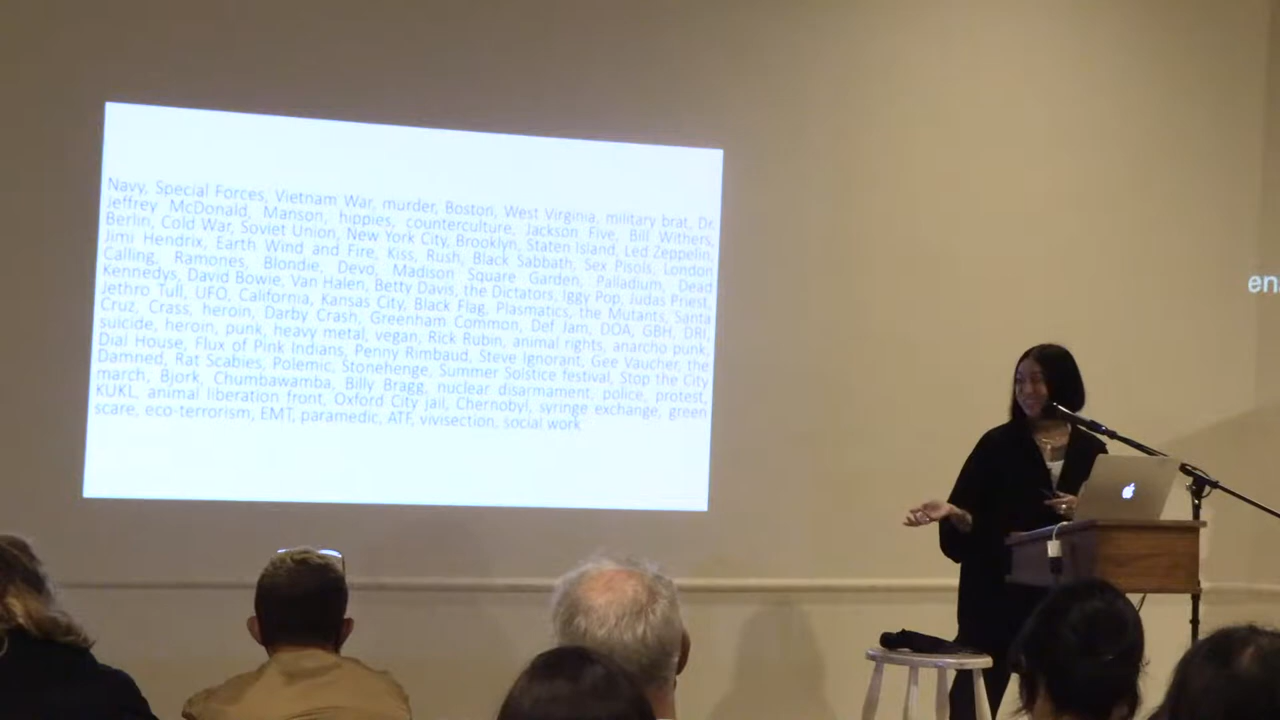 Navy, Special Forces, Vietnam War, murder, Boston, West Virginia, military brat, Dr.
Jeffrey McDonald, Manson, hippies, counterculture, Jackson Five, Bill Withers,
Berlin, Cold War, Soviet Union, New York City, Brooklyn, Staten Island, Led Zeppelin,
Jimi Hendrix, Earth Wind and Fire, Kiss, Rush, Black Sabbath, Sex Pisols, London
Calling, Ramones, Blondie, Devo, Madison Square Garden, Palladium, Dead
Kennedys, David Bowie, Van Halen, Betty Davis, the Dictators, Iggy Pop, Judas Priest,
Jethro Tull, UFO, California, Kansas City, Black Flag, Plasmatics, the Mutants, Santa
Cruz, Crass, heroin, Darby Crash, Greenham Common, Def Jam, DOA, GBH, DRI,
suicide, heroin, punk, heavy metal, vegan, Rick Rubin, animal rights, anarcho punk,
Dial House, Flux of Pink Indians, Penny Rimbaud, Steve Ignorant, Gee Vaucher, the
Damned, Rat Scabies, Polemic, Stonehenge, Summer Solstice festival, Stop the City
march, Bjork, Chumbawamba, Billy Bragg, nuclear disarmament, police, protest,
KUKL, animal liberation front, Oxford City jail, Chernobyl, syringe exchange, green
scare, eco-terrorism, EMT, paramedic, ATF, vivisection, social work